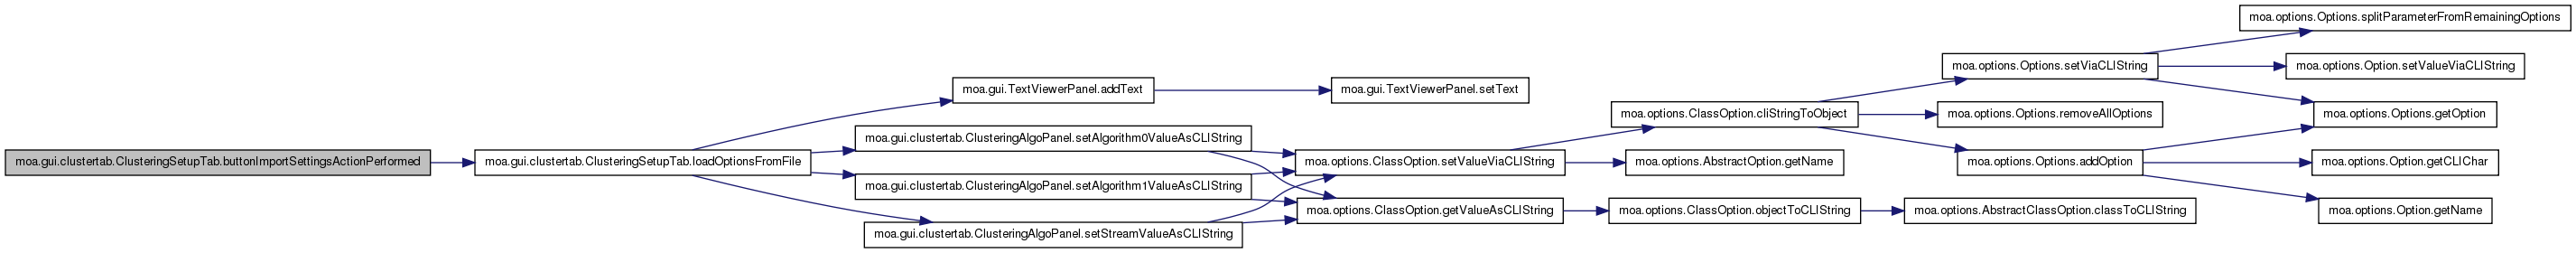 moa.gui.clustertab.ClusteringSetupTab.buttonImportSettingsActionPerformed
moa.gui.clustertab.ClusteringSetupTab.loadOptionsFromFile
moa.gui.TextViewerPanel.addText
moa.gui.TextViewerPanel.setText
moa.gui.clustertab.ClusteringAlgoPanel.setAlgorithm0ValueAsCLIString
moa.gui.clustertab.ClusteringAlgoPanel.setAlgorithm1ValueAsCLIString
moa.gui.clustertab.ClusteringAlgoPanel.setStreamValueAsCLIString
moa.options.ClassOption.setValueViaCLIString
moa.options.ClassOption.getValueAsCLIString
moa.options.ClassOption.cliStringToObject
moa.options.AbstractOption.getName
moa.options.ClassOption.objectToCLIString
moa.options.Options.setViaCLIString
moa.options.Options.removeAllOptions
moa.options.Options.addOption
moa.options.AbstractClassOption.classToCLIString
moa.options.Options.splitParameterFromRemainingOptions
moa.options.Option.setValueViaCLIString
moa.options.Options.getOption
moa.options.Option.getCLIChar
moa.options.Option.getName